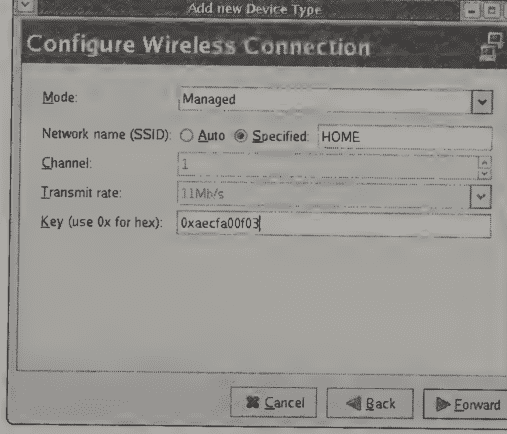 Add new Device Type
Configure Wireless Connection
Mode: Managed
Network name (SSID): Auto Specified: HOME
Channel: 1
Transmit rate: 11Mb/s
Key (use 0x for hex): 0xaecfa00f03
Cancel Back Forward